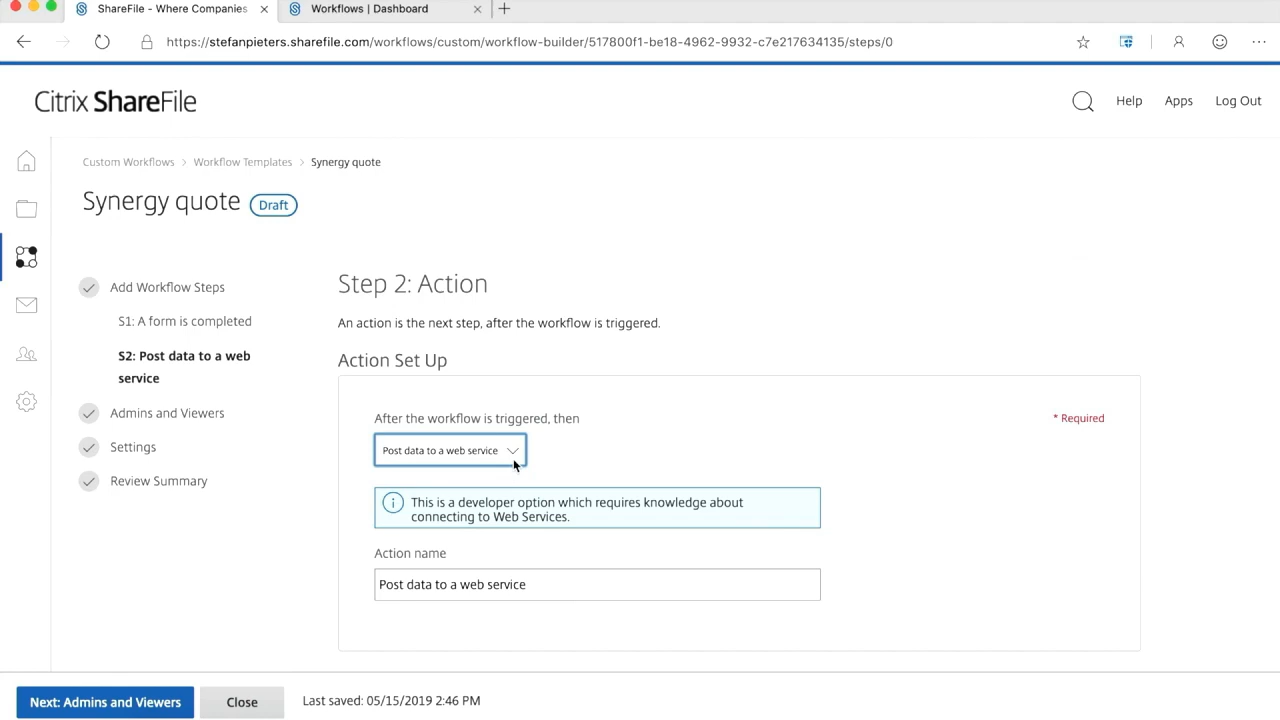 ShareFile - Where Companies
Workflows | Dashboard
https://stefanpieters.sharefile.com/workflows/custom/workflow-builder/517800f1-be18-4962-9932-c7e217634135/steps/0
Citrix ShareFile
Help
Apps
Log Out
Custom Workflows > Workflow Templates > Synergy quote
Synergy quote
Draft
Add Workflow Steps
S1: A form is completed
S2: Post data to a web
service
Admins and Viewers
Settings
Review Summary
Step 2: Action
An action is the next step, after the workflow is triggered.
Action Set Up
After the workflow is triggered, then
* Required
Post data to a web service
This is a developer option which requires knowledge about
connecting to Web Services.
Action name
Post data to a web service
Next: Admins and Viewers
Close
Last saved: 05/15/2019 2:46 PM